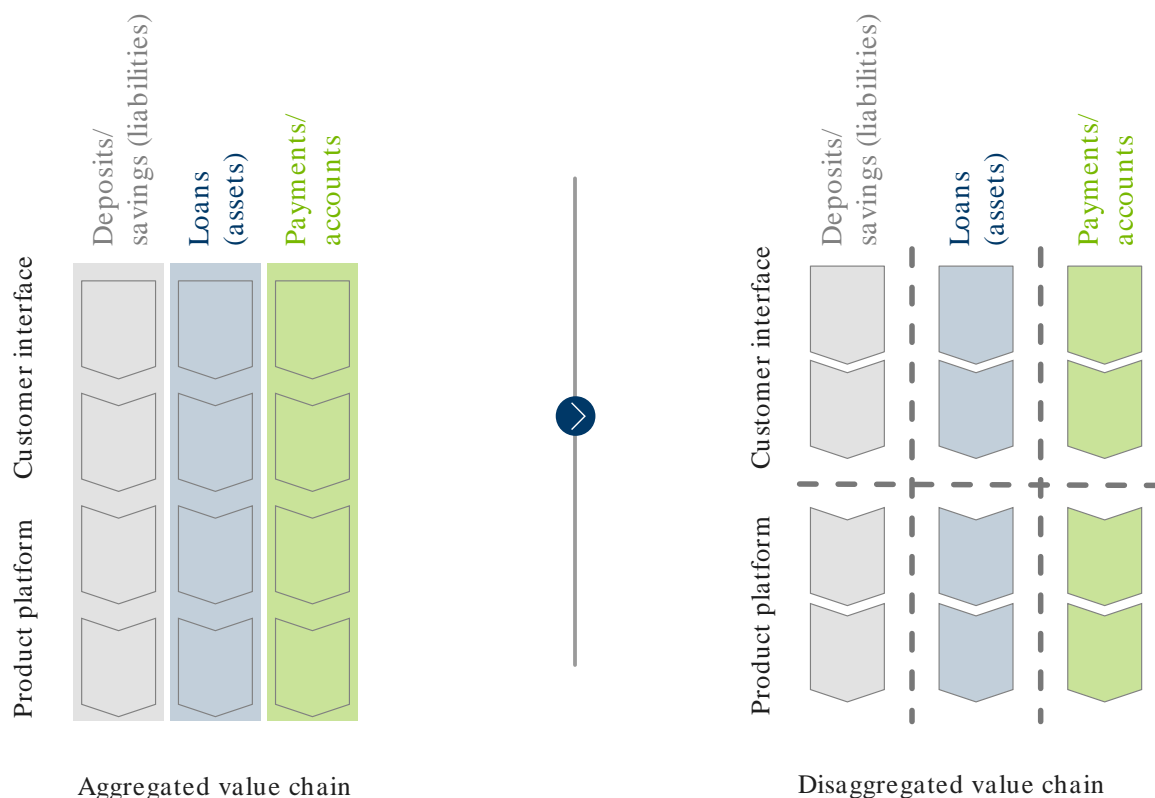 Deposits/
savings (liabilities)
Loans
(assets)
Payments/
accounts
Customer interface
Product platform
Aggregated value chain
Deposits/
savings (liabilities)
Loans
(assets)
Payments/
accounts
Customer interface
Product platform
Disaggregated value chain